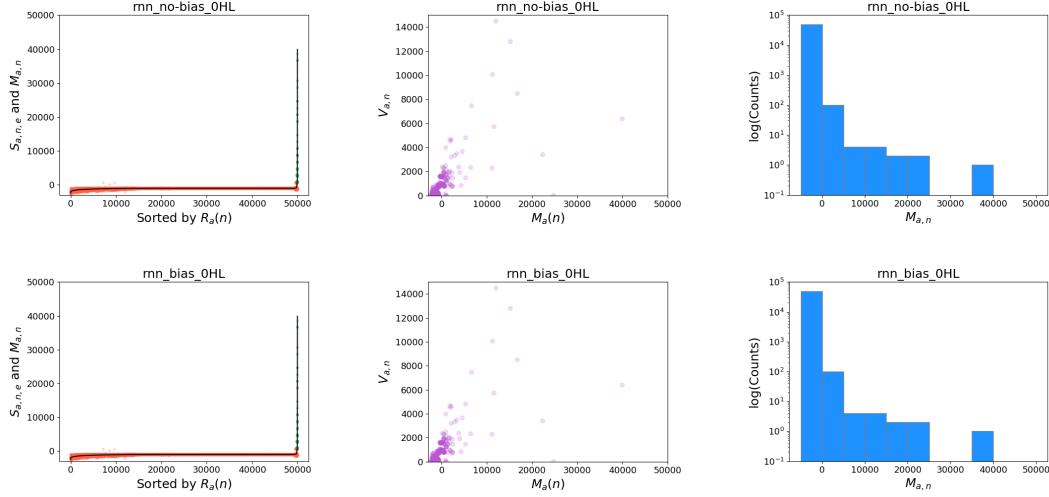 rnn_no-bias_0HL
rnn_no-bias_0HL
rnn_no-bias_0HL
50000
40000
30000
20000
10000
0
S_{a,n,e} and M_{a,n}
0 10000 20000 30000 40000 50000
Sorted by R_a(n)
14000
12000
10000
8000
6000
4000
2000
0
V_{a,n}
0 10000 20000 30000 40000 50000
M_a(n)
10^5
10^4
10^3
10^2
10^1
10^0
10^{-1}
log(Counts)
0 10000 20000 30000 40000 50000
M_{a,n}
rnn_bias_0HL
rnn_bias_0HL
rnn_bias_0HL
50000
40000
30000
20000
10000
0
S_{a,n,e} and M_{a,n}
0 10000 20000 30000 40000 50000
Sorted by R_a(n)
14000
12000
10000
8000
6000
4000
2000
0
V_{a,n}
0 10000 20000 30000 40000 50000
M_a(n)
10^5
10^4
10^3
10^2
10^1
10^0
10^{-1}
log(Counts)
0 10000 20000 30000 40000 50000
M_{a,n}